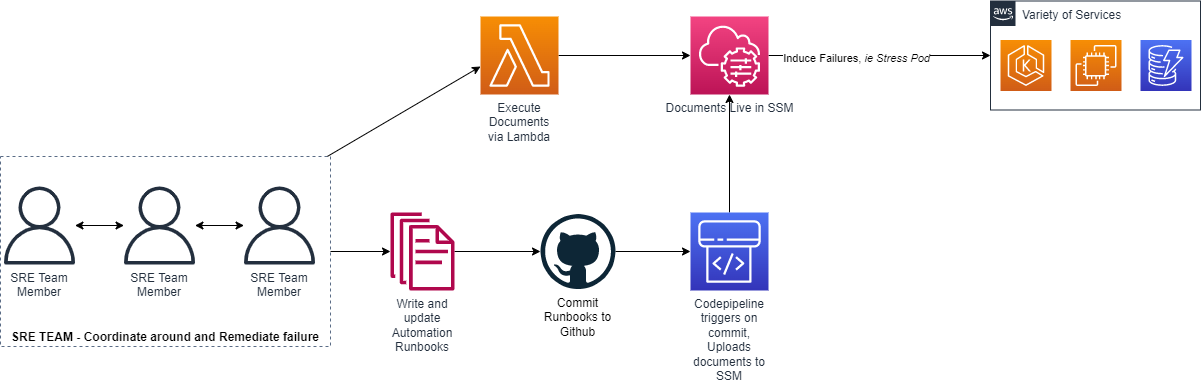 aws
Variety of Services
Induce Failures, ie Stress Pod
Execute
Documents
via Lambda
Documents Live in SSM
SRE Team
Member
SRE Team
Member
SRE Team
Member
SRE TEAM - Coordinate around and Remediate failure
Write and
update
Automation
Runbooks
Commit
Runbooks to
Github
Codepipeline
triggers on
commit,
Uploads
documents to
SSM